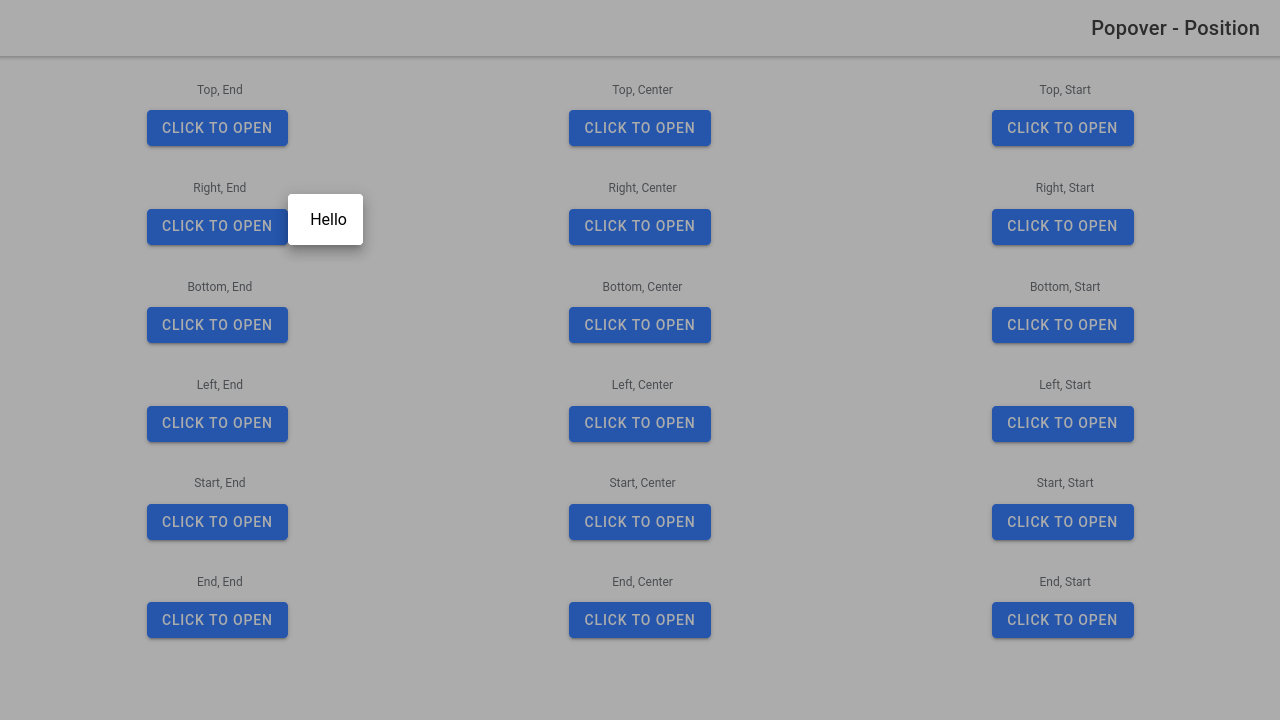 Popover - Position
Top, End
Top, Center
Top, Start
CLICK TO OPEN
CLICK TO OPEN
CLICK TO OPEN
Right, End
Right, Center
Right, Start
CLICK TO OPEN
Hello
CLICK TO OPEN
CLICK TO OPEN
Bottom, End
Bottom, Center
Bottom, Start
CLICK TO OPEN
CLICK TO OPEN
CLICK TO OPEN
Left, End
Left, Center
Left, Start
CLICK TO OPEN
CLICK TO OPEN
CLICK TO OPEN
Start, End
Start, Center
Start, Start
CLICK TO OPEN
CLICK TO OPEN
CLICK TO OPEN
End, End
End, Center
End, Start
CLICK TO OPEN
CLICK TO OPEN
CLICK TO OPEN